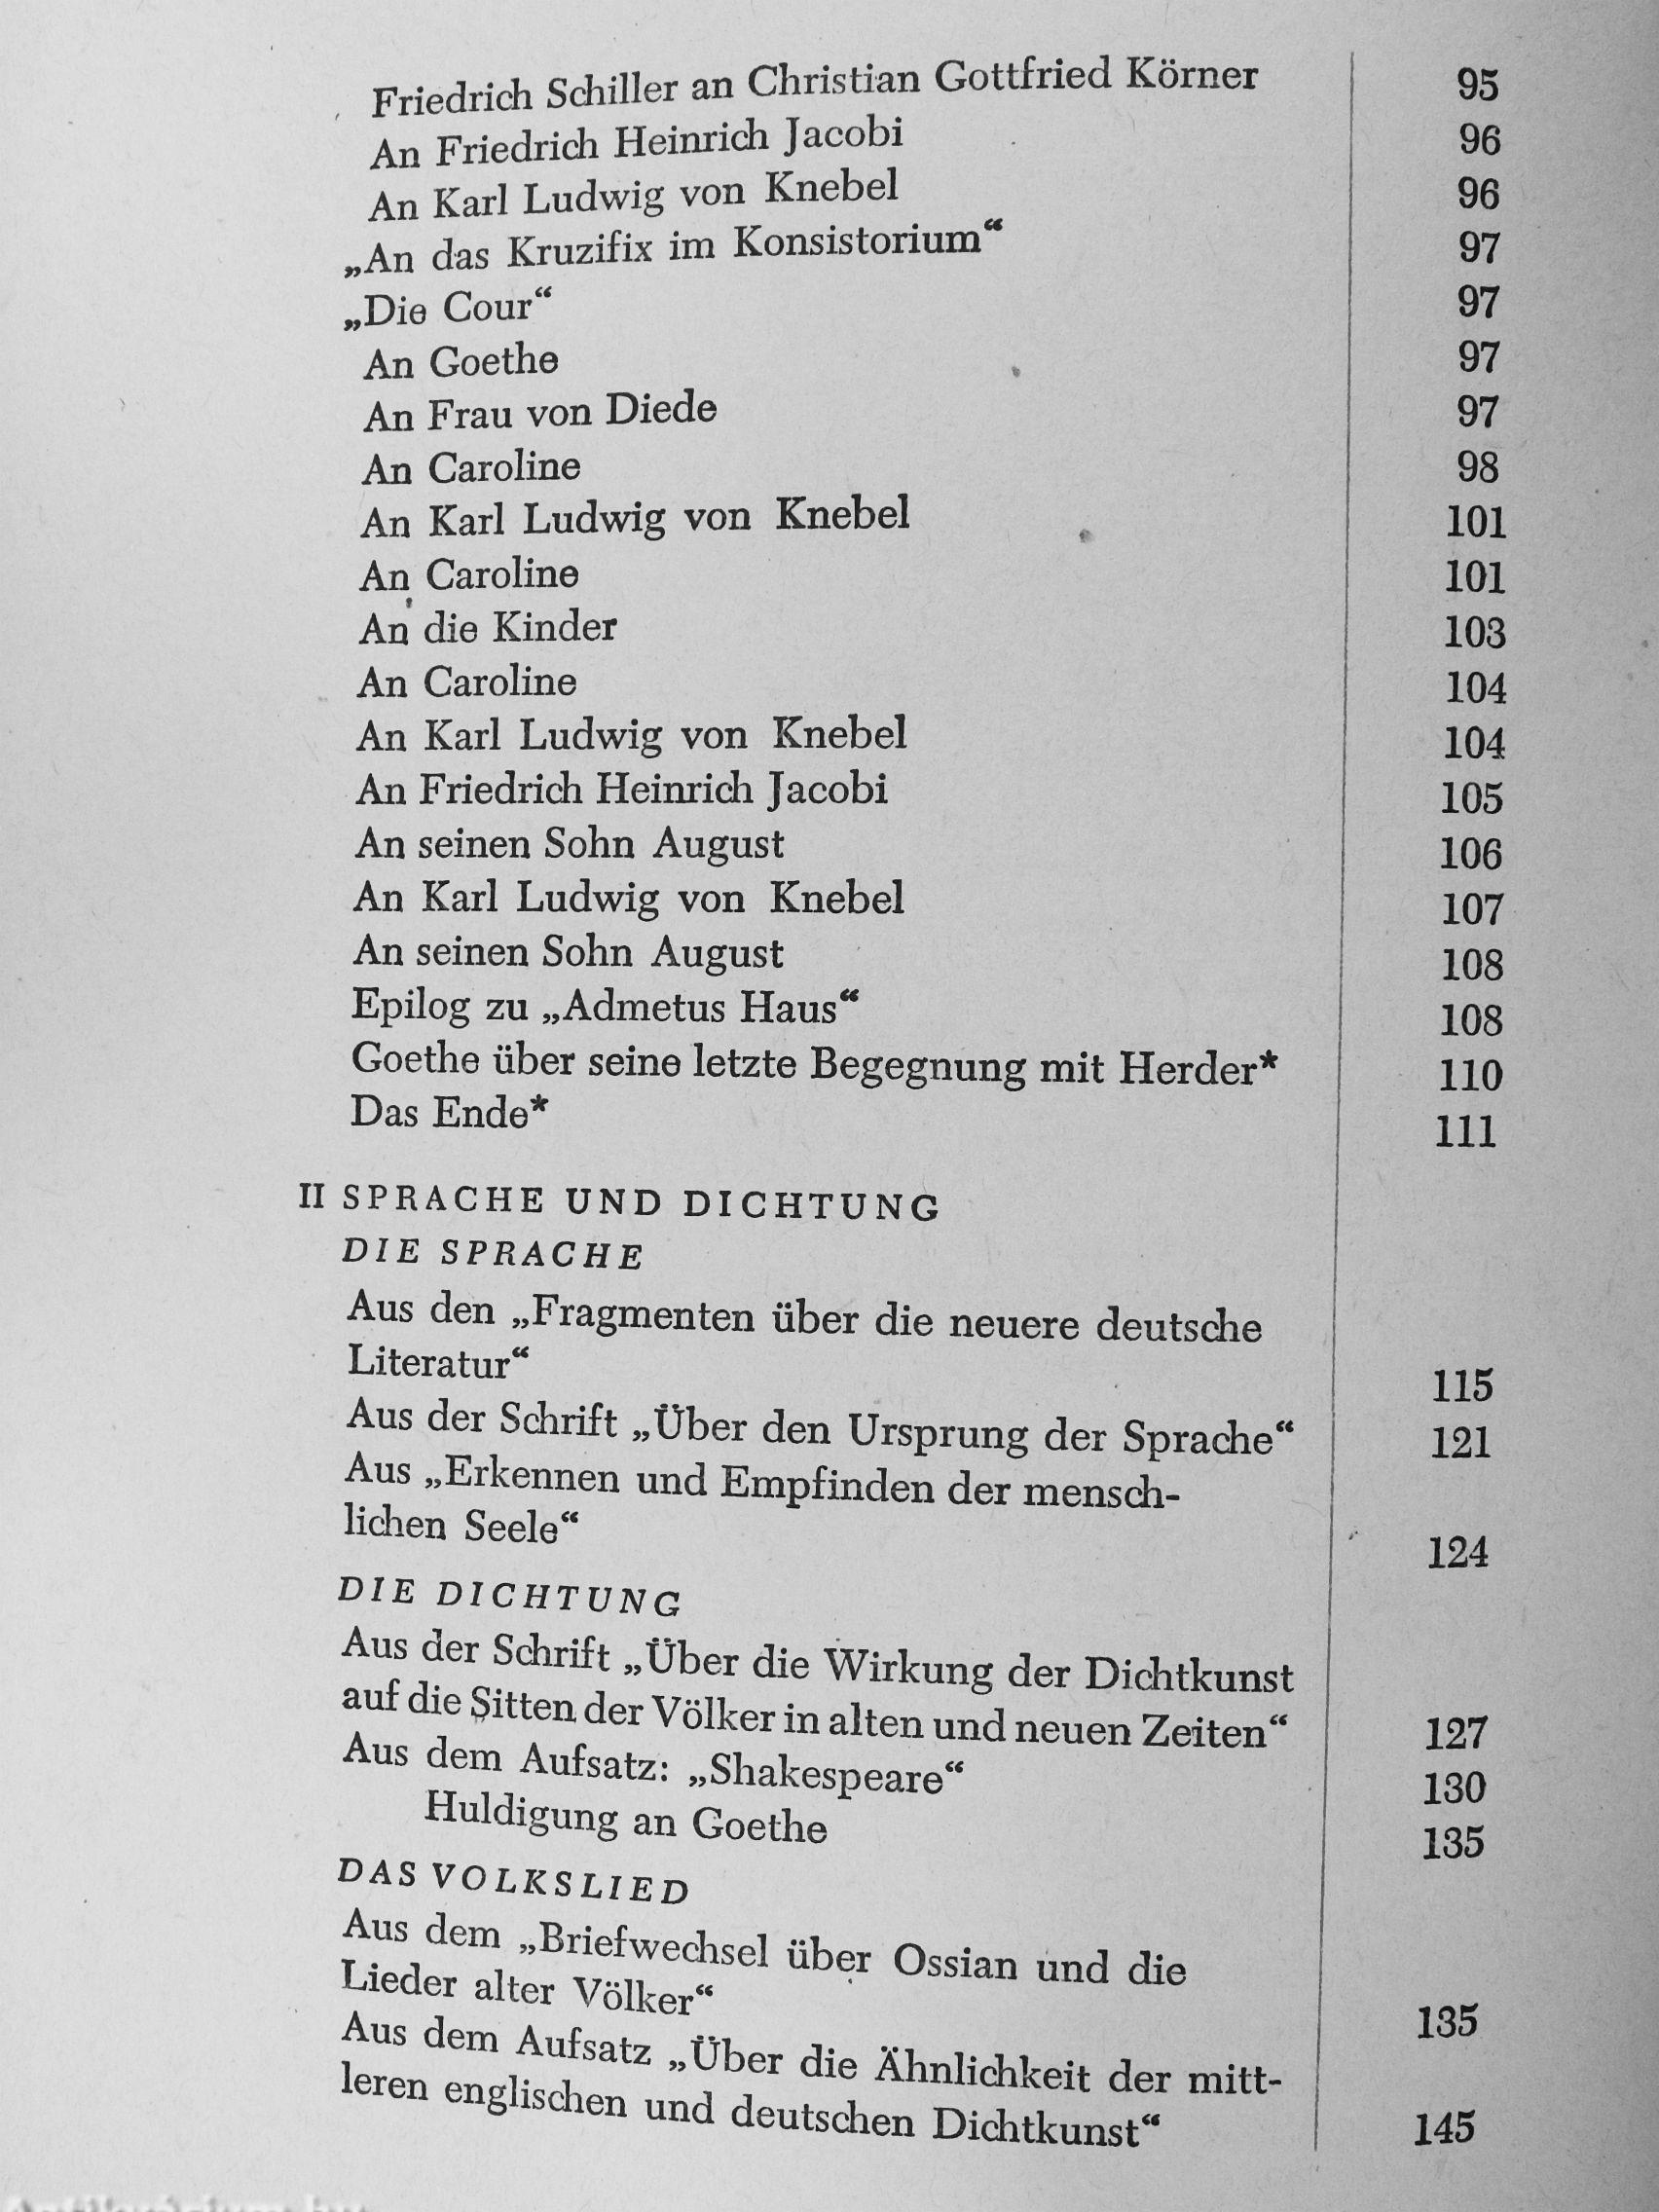 Friedrich Schiller an Christian Gottfried Körner 95
An Friedrich Heinrich Jacobi 96
An Karl Ludwig von Knebel 96
„An das Kruzifix im Konsistorium“ 97
„Die Cour“ 97
An Goethe 97
An Frau von Diede 97
An Caroline 98
An Karl Ludwig von Knebel 101
An Caroline 101
An die Kinder 103
An Caroline 104
An Karl Ludwig von Knebel 104
An Friedrich Heinrich Jacobi 105
An seinen Sohn August 106
An Karl Ludwig von Knebel 107
An seinen Sohn August 108
Epilog zu „Admetus Haus“ 108
Goethe über seine letzte Begegnung mit Herder* 110
Das Ende* 111
II SPRACHE UND DICHTUNG
DIE SPRACHE
Aus den „Fragmenten über die neuere deutsche
Literatur“ 115
Aus der Schrift „Über den Ursprung der Sprache“ 121
Aus „Erkennen und Empfinden der mensch-
lichen Seele“ 124
DIE DICHTUNG
Aus der Schrift „Über die Wirkung der Dichtkunst
auf die Sitten der Völker in alten und neuen Zeiten“ 127
Aus dem Aufsatz: „Shakespeare“ 130
Huldigung an Goethe 135
DAS VOLKSLIED
Aus dem „Briefwechsel über Ossian und die
Lieder alter Völker“ 135
Aus dem Aufsatz „Über die Ähnlichkeit der mitt-
leren englischen und deutschen Dichtkunst“ 145